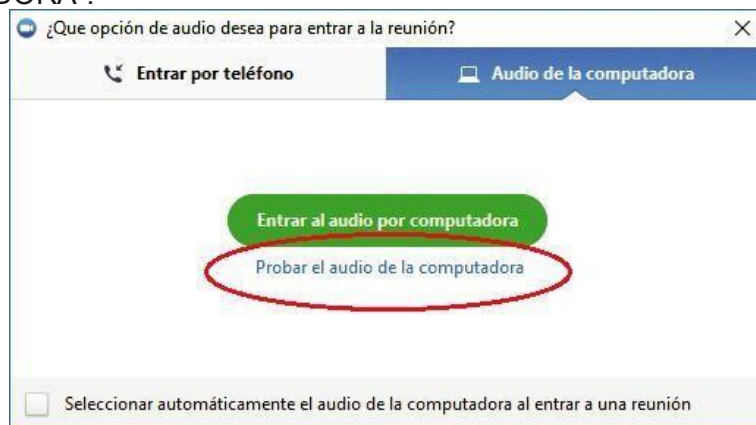 ¿Que opción de audio desea para entrar a la reunión?
Entrar por teléfono
Audio de la computadora
Entrar al audio por computadora
Probar el audio de la computadora
Seleccionar automáticamente el audio de la computadora al entrar a una reunión